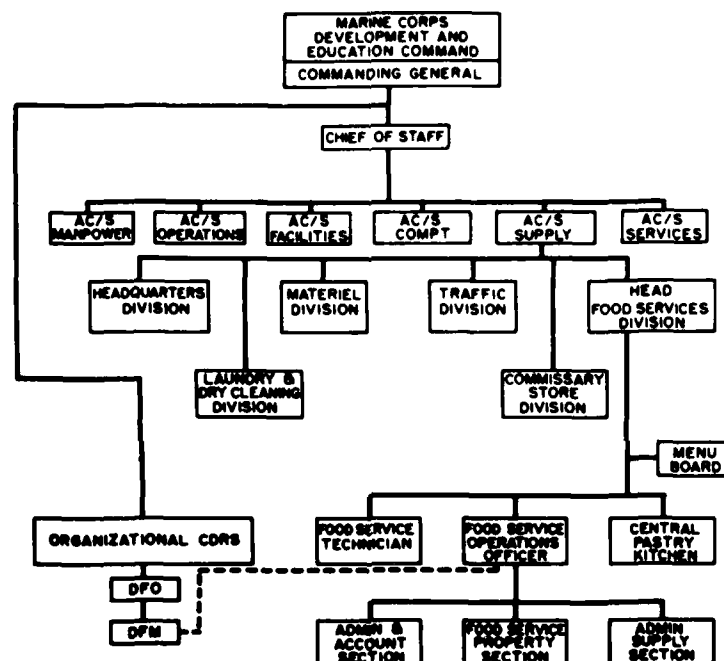 MARINE CORPS
DEVELOPMENT AND
EDUCATION COMMAND
COMMANDING GENERAL
CHIEF OF STAFF
AC/S
MANPOWER
AC/S
OPERATIONS
AC/S
FACILITIES
AC/S
COMPT
AC/S
SUPPLY
AC/S
SERVICES
HEADQUARTERS
DIVISION
MATERIEL
DIVISION
TRAFFIC
DIVISION
HEAD
FOOD SERVICES
DIVISION
LAUNDRY &
DRY CLEANING
DIVISION
COMMISSARY
STORE
DIVISION
MENU
BOARD
ORGANIZATIONAL CDRS
FOOD SERVICE
TECHNICIAN
FOOD SERVICE
OPERATIONS
OFFICER
CENTRAL
PASTRY
KITCHEN
DFO
DFM
ADMIN &
ACCOUNT
SECTION
FOOD SERVICE
PROPERTY
SECTION
ADMIN
SUPPLY
SECTION